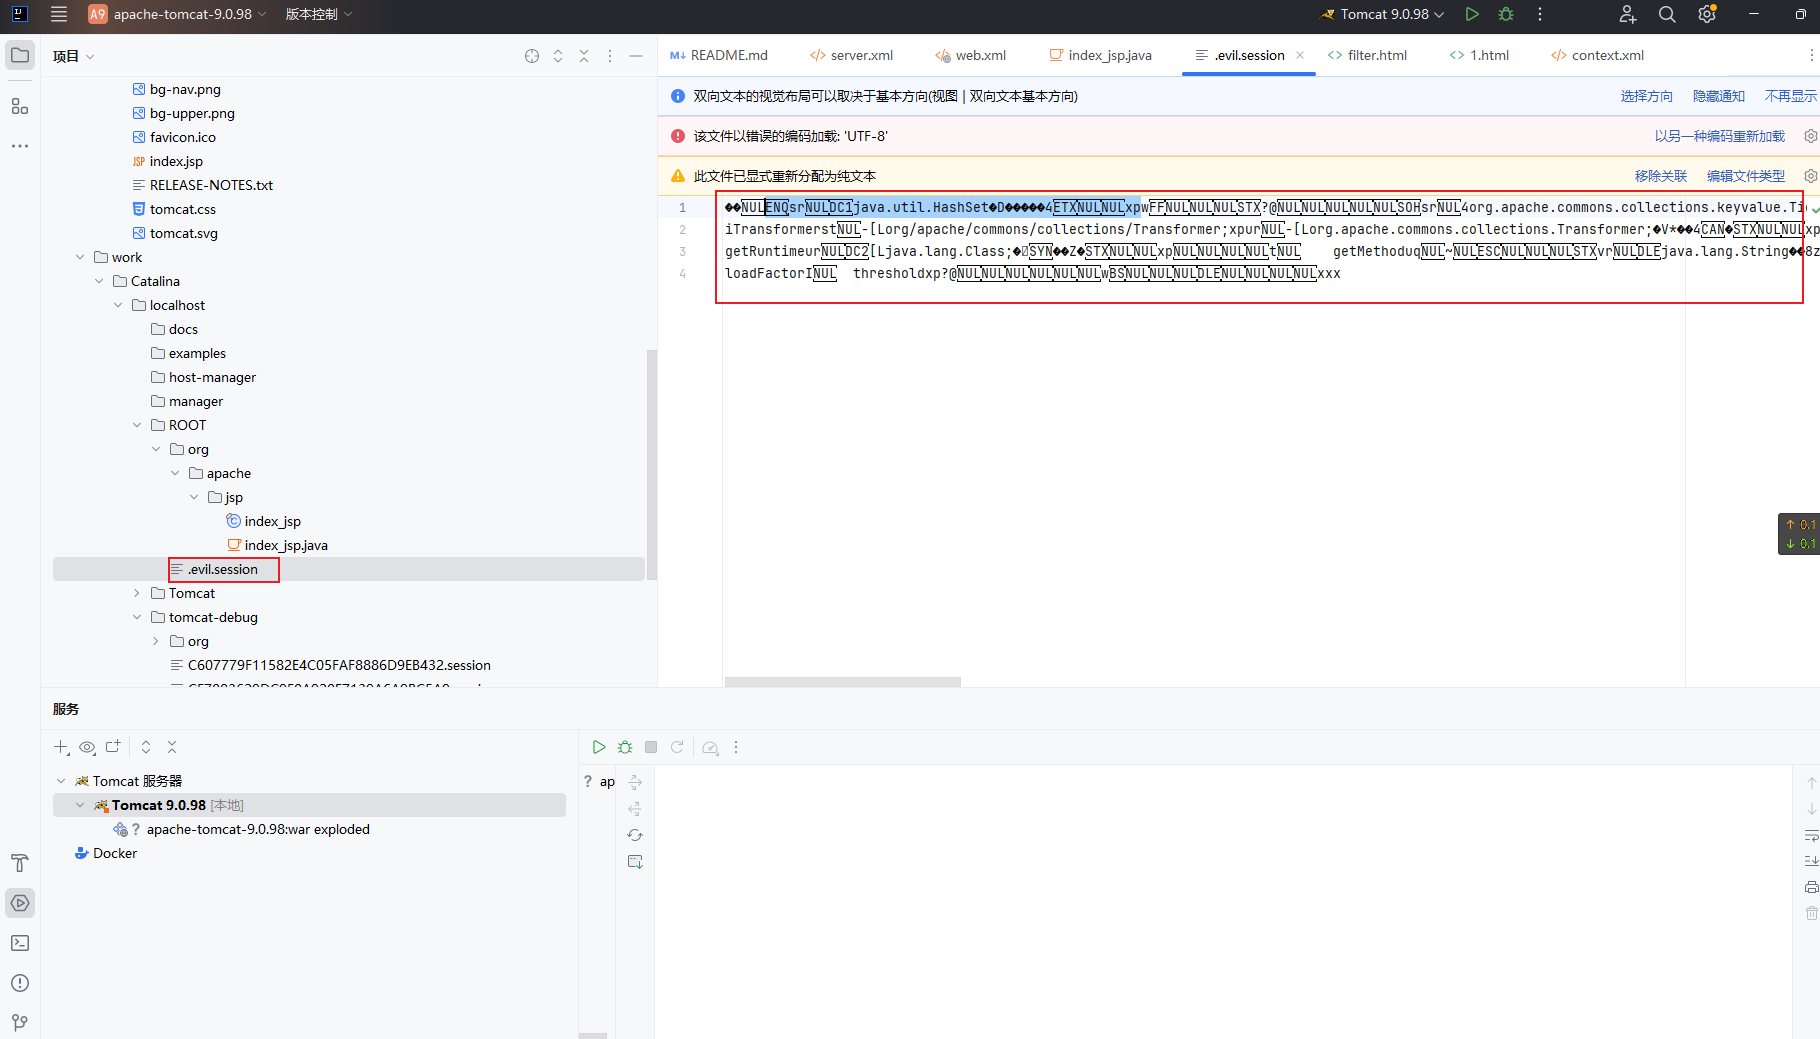 A9 apache-tomcat-9.0.98 版本控制 Tomcat 9.0.98
项目
README.md server.xml web.xml index_jsp.java .evil.session filter.html 1.html context.xml
双向文本的视觉布局可以取决于基本方向(视图 | 双向文本基本方向) 选择方向 隐藏通知 不再显示
该文件以错误的编码加载: 'UTF-8' 以另一种编码重新加载
此文件已显式重新分配为纯文本 移除关联 编辑文件类型
1 ��NULENQsrNULDC1java.util.HashSet�D�����4ETXNULNULxpwFFNULNULNULSTX?@NULNULNULNULNULSOHsrNUL4org.apache.commons.collections.keyvalue.Tie
2 iTransformerstNUL-[Lorg/apache/commons/collections/Transformer;xpurNUL-[Lorg.apache.commons.collections.Transformer;�V*��4CAN�STXNULNULxp
3 getRuntimeurNULDC2[Ljava.lang.Class;�SYN��Z�STXNULNULxpNULNULNULNULtNUL getMethoduqNUL~NULESCNULNULNULSTXvrNULDLEjava.lang.String��8z
4 loadFactorINUL thresholdxp?@NULNULNULNULNULNULwBSNULNULNULDLENULNULNULNULxxx
bg-nav.png
bg-upper.png
favicon.ico
JSP index.jsp
RELEASE-NOTES.txt
tomcat.css
tomcat.svg
work
Catalina
localhost
docs
examples
host-manager
manager
ROOT
org
apache
jsp
index_jsp
index_jsp.java
.evil.session
Tomcat
tomcat-debug
org
C607779F11582E4C05FAF8886D9EB432.session
↑ 0.1
↓ 0.1
服务
Tomcat 服务器
Tomcat 9.0.98 [本地]
? apache-tomcat-9.0.98:war exploded
Docker
? ap